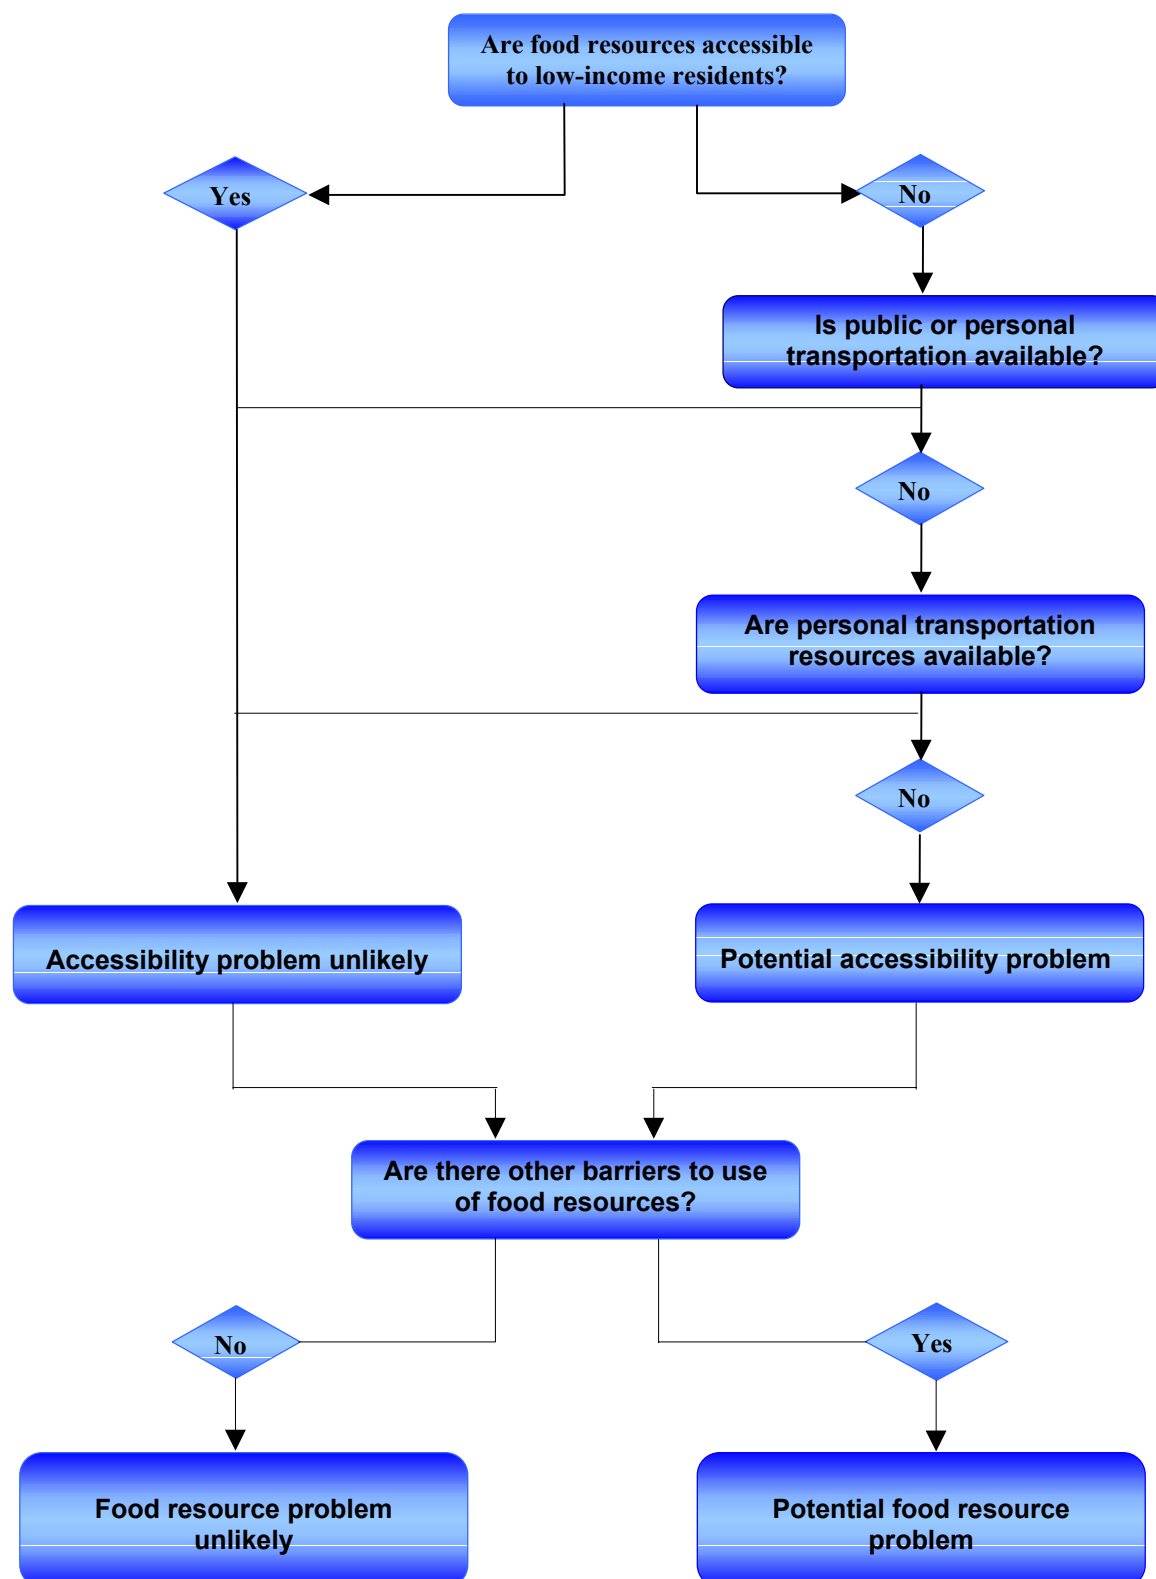 Are food resources accessible
to low-income residents?
Yes
No
Is public or personal
transportation available?
No
Are personal transportation
resources available?
No
Accessibility problem unlikely
Potential accessibility problem
Are there other barriers to use
of food resources?
No
Yes
Food resource problem
unlikely
Potential food resource
problem